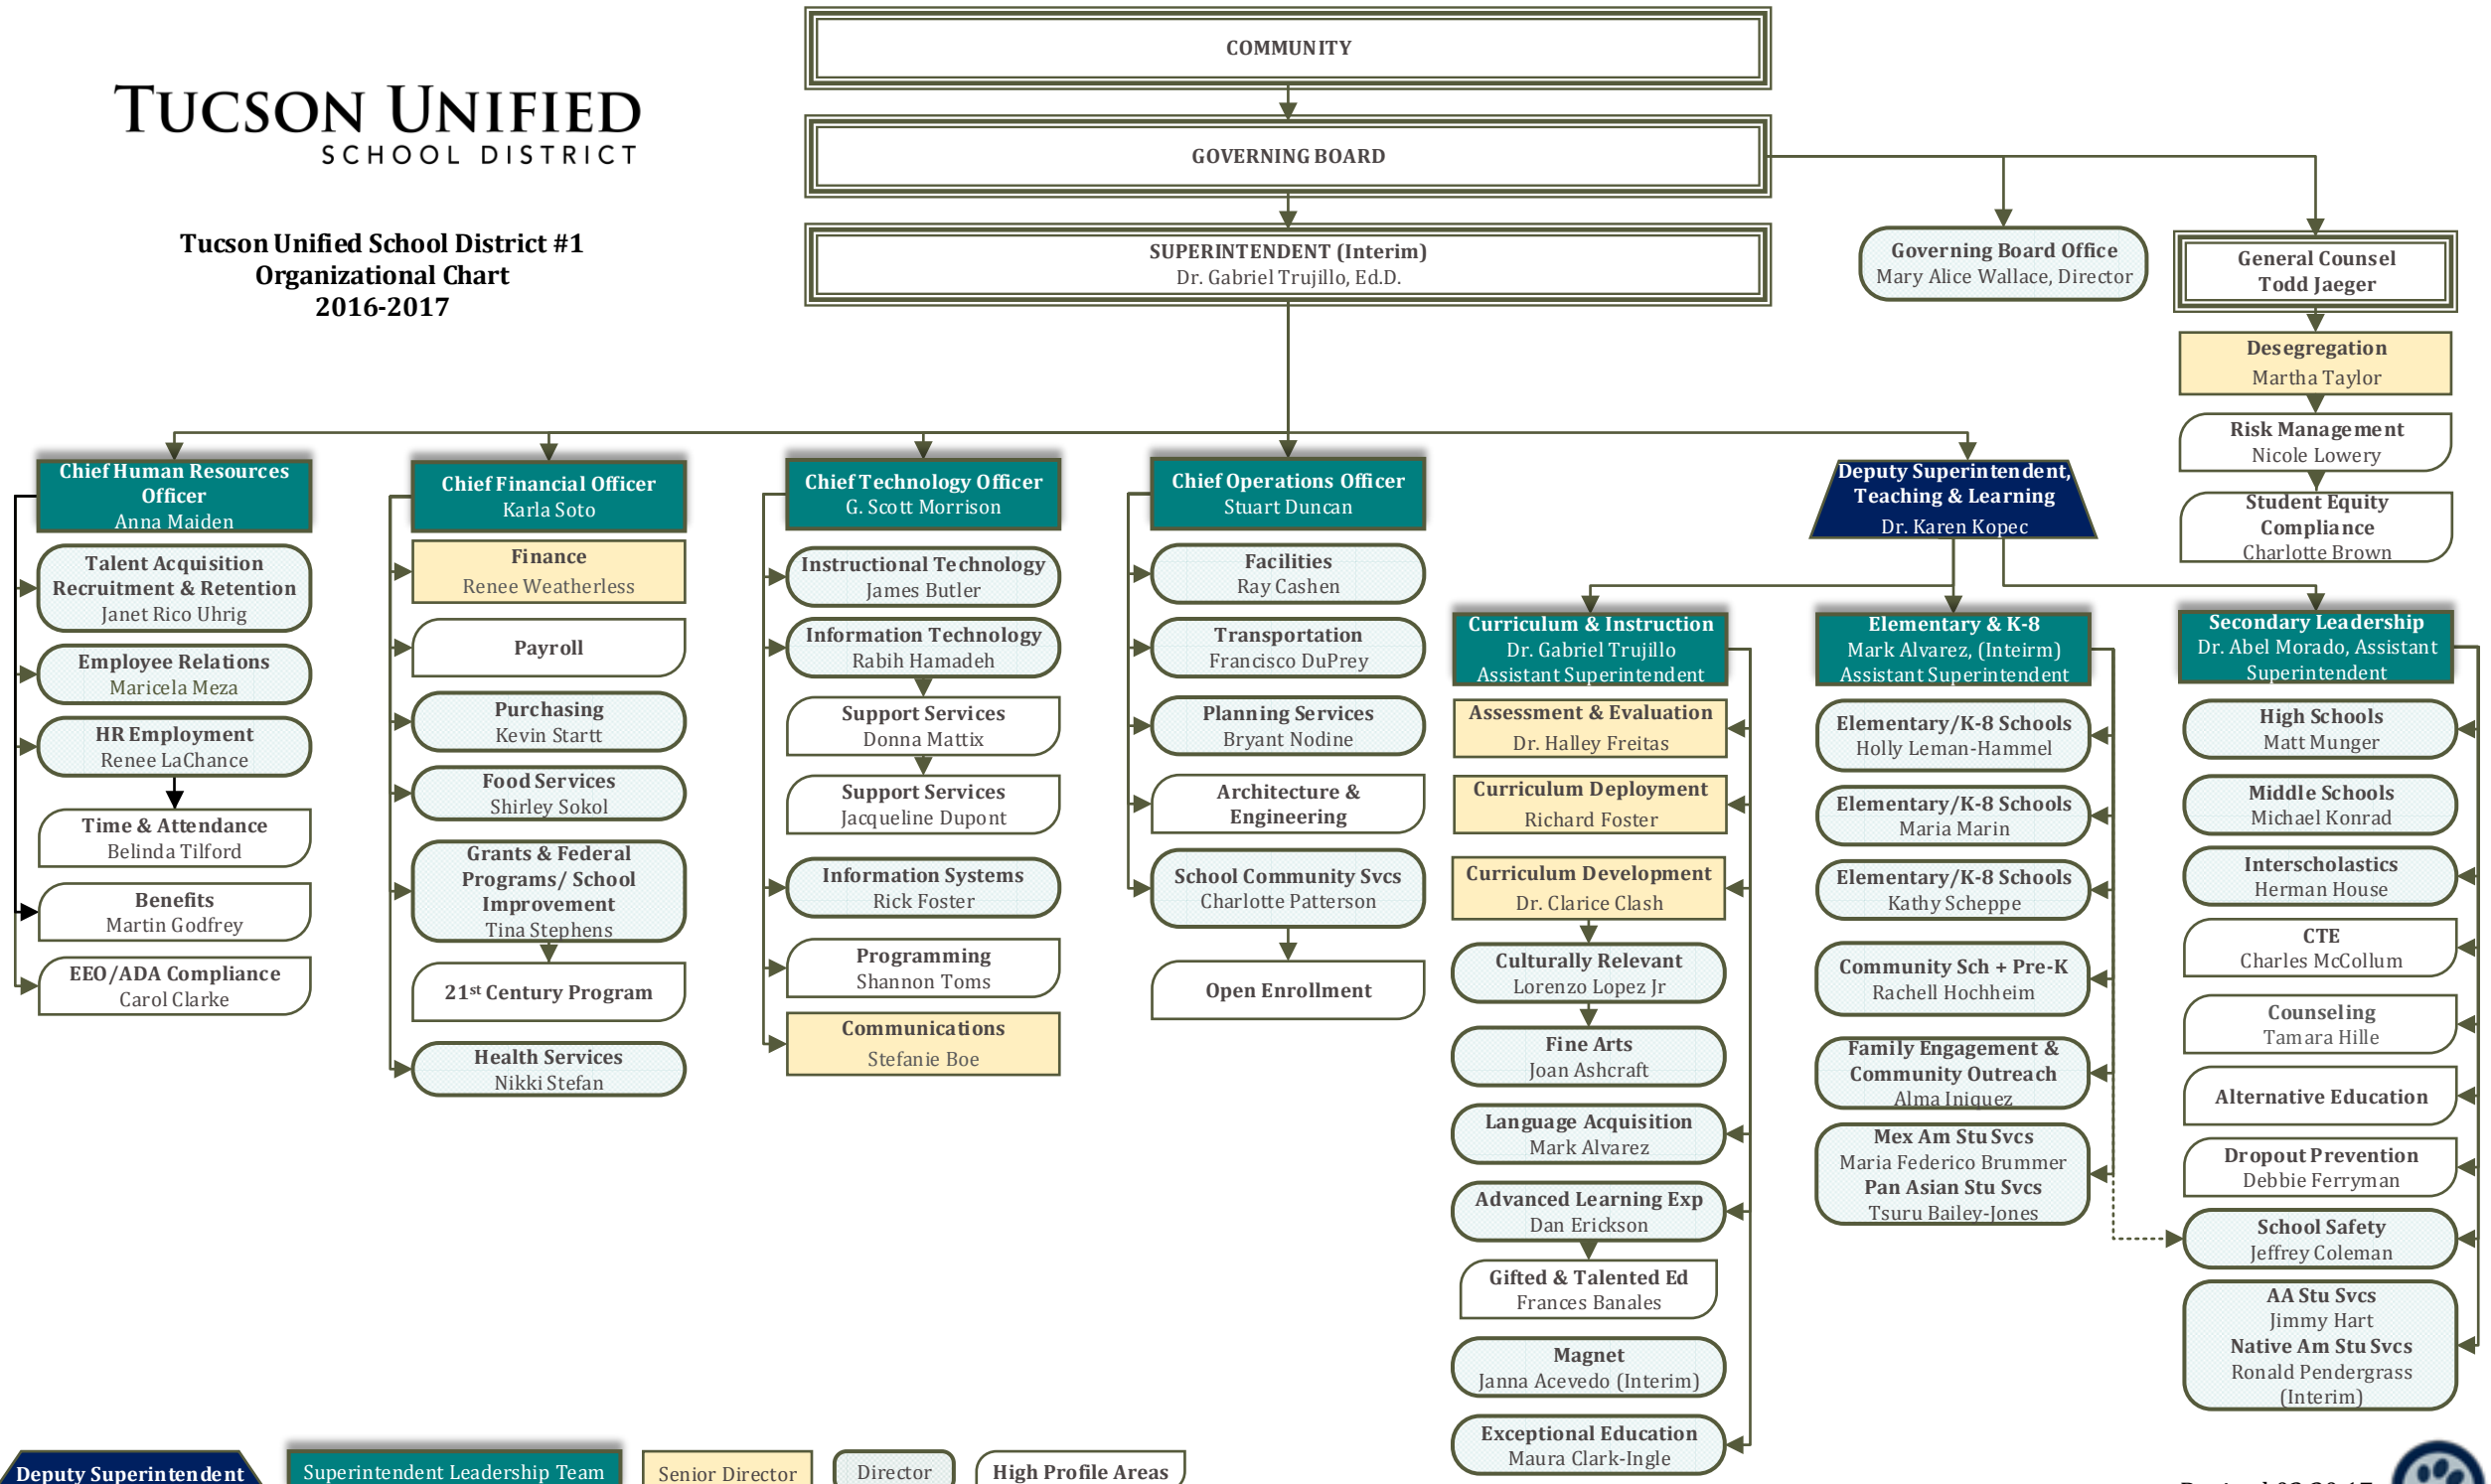 TUCSON UNIFIED
SCHOOL DISTRICT
Tucson Unified School District #1
Organizational Chart
2016-2017
COMMUNITY
GOVERNING BOARD
SUPERINTENDENT (Interim)
Dr. Gabriel Trujillo, Ed.D.
Governing Board Office
Mary Alice Wallace, Director
General Counsel
Todd Jaeger
Desegregation
Martha Taylor
Risk Management
Nicole Lowery
Student Equity
Compliance
Charlotte Brown
Chief Human Resources
Officer
Anna Maiden
Talent Acquisition
Recruitment & Retention
Janet Rico Uhrig
Employee Relations
Maricela Meza
HR Employment
Renee LaChance
Time & Attendance
Belinda Tilford
Benefits
Martin Godfrey
EEO/ADA Compliance
Carol Clarke
Chief Financial Officer
Karla Soto
Finance
Renee Weatherless
Payroll
Purchasing
Kevin Startt
Food Services
Shirley Sokol
Grants & Federal
Programs/ School
Improvement
Tina Stephens
21st Century Program
Health Services
Nikki Stefan
Chief Technology Officer
G. Scott Morrison
Instructional Technology
James Butler
Information Technology
Rabih Hamadeh
Support Services
Donna Mattix
Support Services
Jacqueline Dupont
Information Systems
Rick Foster
Programming
Shannon Toms
Communications
Stefanie Boe
Chief Operations Officer
Stuart Duncan
Facilities
Ray Cashen
Transportation
Francisco DuPrey
Planning Services
Bryant Nodine
Architecture &
Engineering
School Community Svcs
Charlotte Patterson
Open Enrollment
Deputy Superintendent,
Teaching & Learning
Dr. Karen Kopec
Curriculum & Instruction
Dr. Gabriel Trujillo
Assistant Superintendent
Assessment & Evaluation
Dr. Halley Freitas
Curriculum Deployment
Richard Foster
Curriculum Development
Dr. Clarice Clash
Culturally Relevant
Lorenzo Lopez Jr
Fine Arts
Joan Ashcraft
Language Acquisition
Mark Alvarez
Advanced Learning Exp
Dan Erickson
Gifted & Talented Ed
Frances Banales
Magnet
Janna Acevedo (Interim)
Exceptional Education
Maura Clark-Ingle
Elementary & K-8
Mark Alvarez, (Inteirm)
Assistant Superintendent
Elementary/K-8 Schools
Holly Leman-Hammel
Elementary/K-8 Schools
Maria Marin
Elementary/K-8 Schools
Kathy Scheppe
Community Sch + Pre-K
Rachell Hochheim
Family Engagement &
Community Outreach
Alma Iniquez
Mex Am Stu Svcs
Maria Federico Brummer
Pan Asian Stu Svcs
Tsuru Bailey-Jones
Secondary Leadership
Dr. Abel Morado, Assistant
Superintendent
High Schools
Matt Munger
Middle Schools
Michael Konrad
Interscholastics
Herman House
CTE
Charles McCollum
Counseling
Tamara Hille
Alternative Education
Dropout Prevention
Debbie Ferryman
School Safety
Jeffrey Coleman
AA Stu Svcs
Jimmy Hart
Native Am Stu Svcs
Ronald Pendergrass
(Interim)
Deputy Superintendent
Superintendent Leadership Team
Senior Director
Director
High Profile Areas